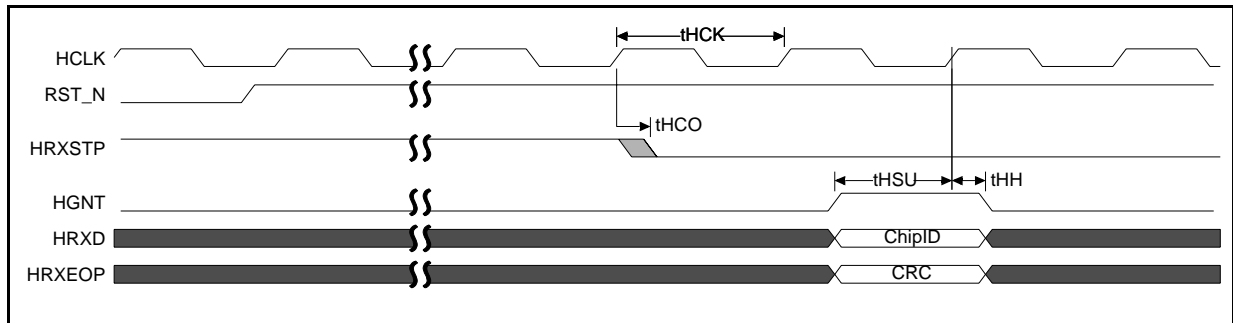 tHCK
HCLK
RST_N
tHCO
HRXSTP
tHSU
tHH
HGNT
HRXD
ChipID
HRXEOP
CRC